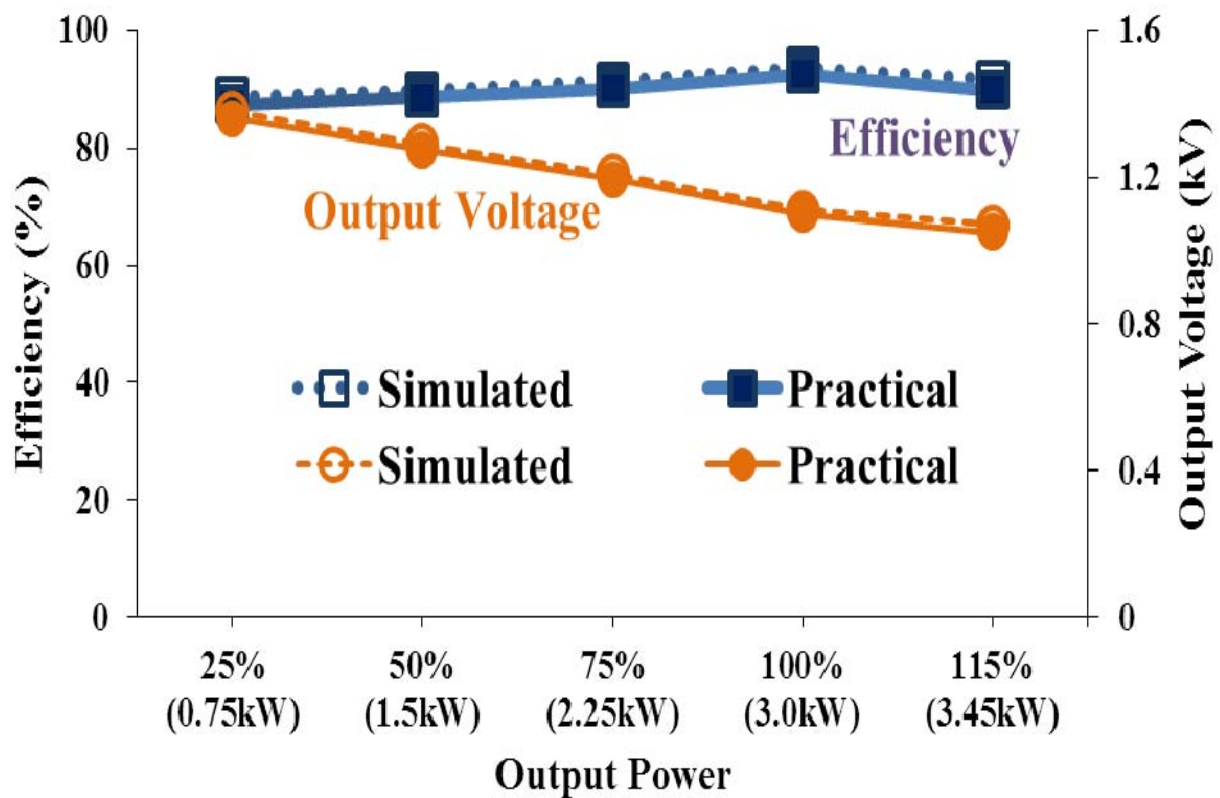 100
80
60
40
20
0
Efficiency (%)
1.6
1.2
0.8
0.4
0
Output Voltage (kV)
Efficiency
Output Voltage
Simulated Practical
Simulated Practical
25% 50% 75% 100% 115%
(0.75kW) (1.5kW) (2.25kW) (3.0kW) (3.45kW)
Output Power